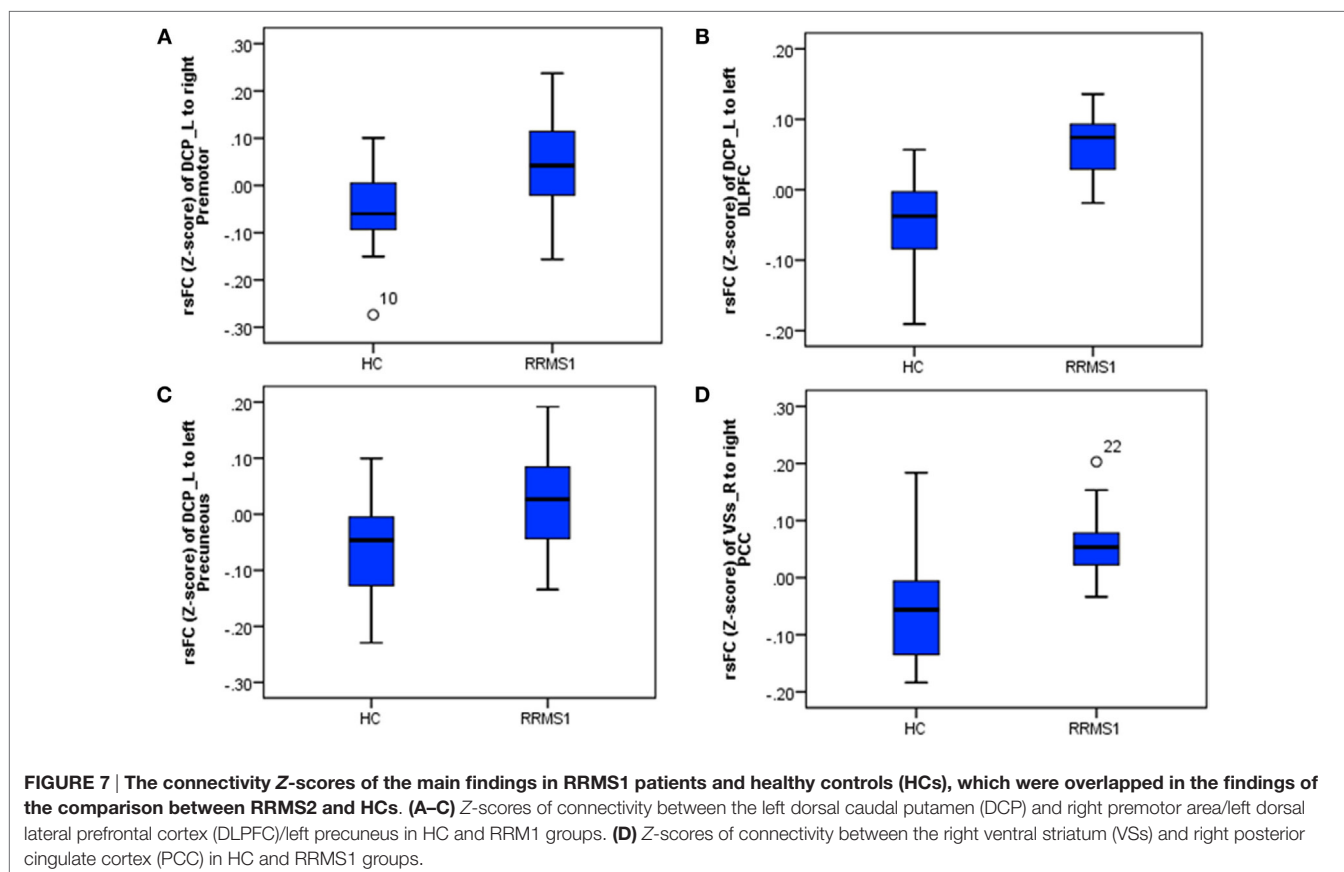 A
rsFC (Z-score) of DCP_L to right
Premotor
.30
.20
.10
.00
-.10
-.20
-.30
10
HC
RRMS1
B
rsFC (Z-score) of DCP_L to left
DLPFC
.20
.10
.00
-.10
-.20
HC
RRMS1
C
rsFC (Z-score) of DCP_L to left
Precuneous
.20
.10
.00
-.10
-.20
-.30
HC
RRMS1
D
rsFC (Z-score) of VSs_R to right
PCC
.30
.20
.10
.00
-.10
-.20
22
HC
RRMS1
FIGURE 7 | The connectivity Z-scores of the main findings in RRMS1 patients and healthy controls (HCs), which were overlapped in the findings of
the comparison between RRMS2 and HCs. (A–C) Z-scores of connectivity between the left dorsal caudal putamen (DCP) and right premotor area/left dorsal
lateral prefrontal cortex (DLPFC)/left precuneus in HC and RRM1 groups. (D) Z-scores of connectivity between the right ventral striatum (VSs) and right posterior
cingulate cortex (PCC) in HC and RRMS1 groups.